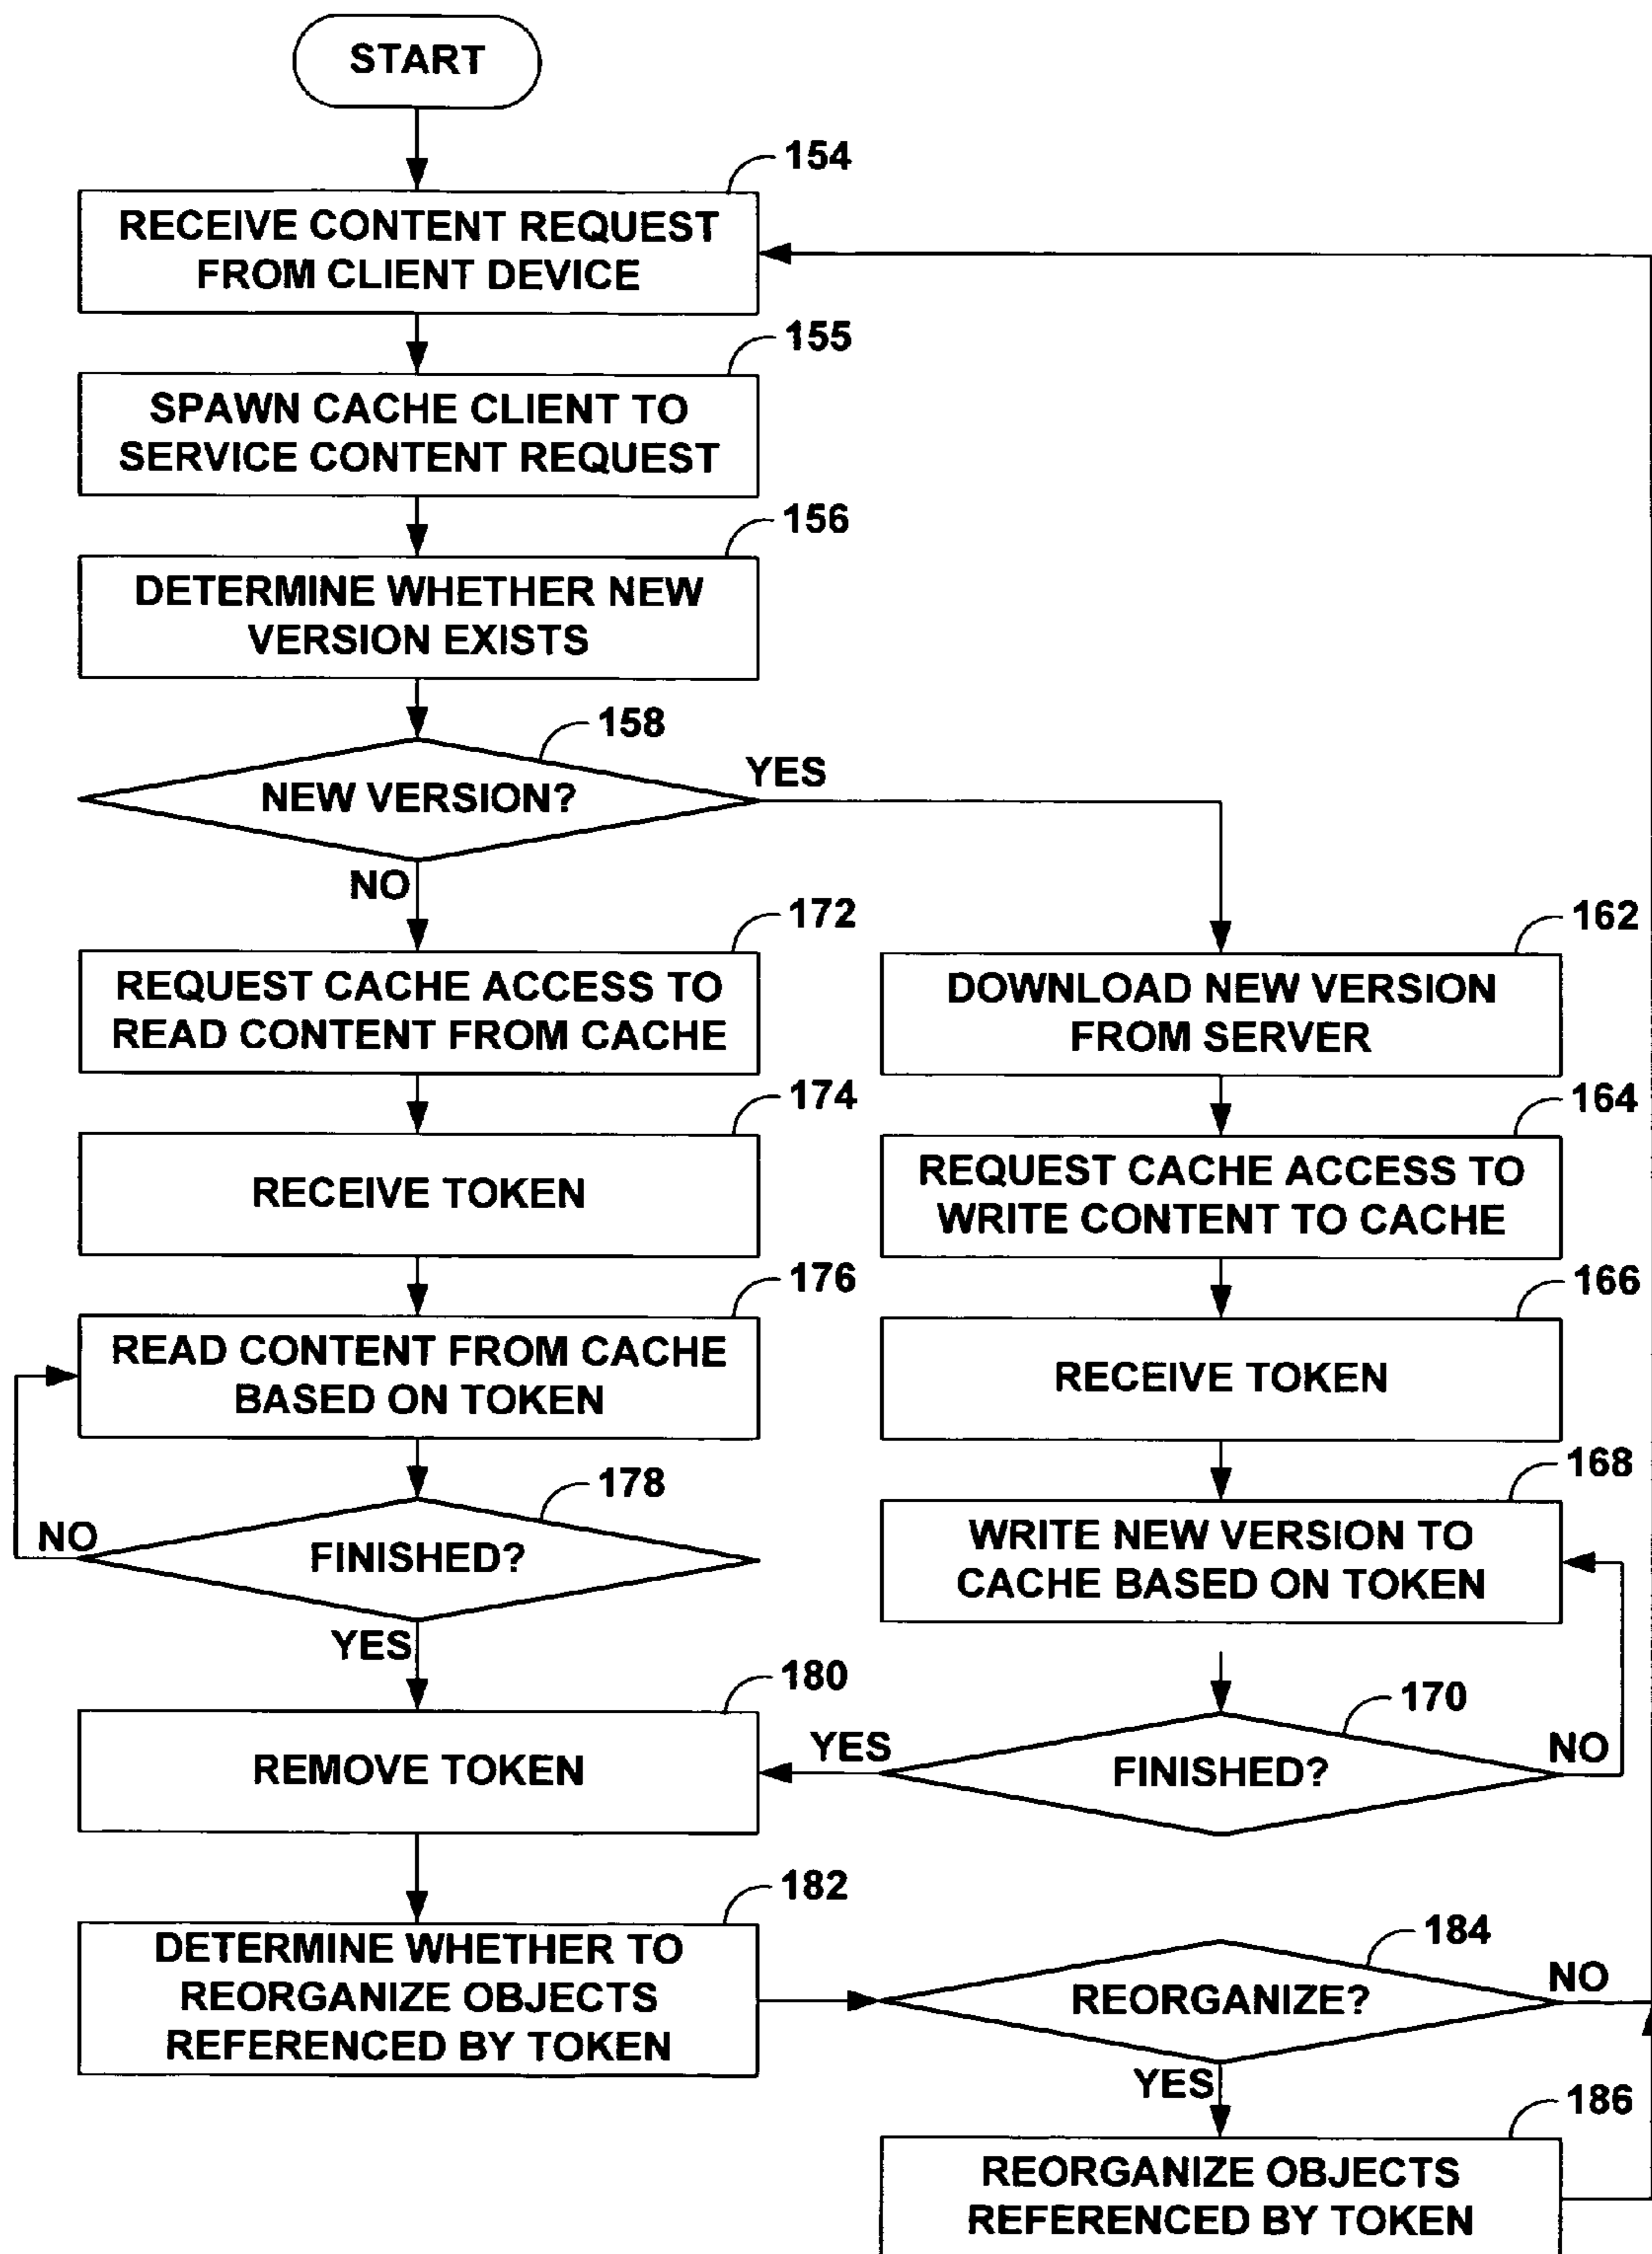 START
154
RECEIVE CONTENT REQUEST
FROM CLIENT DEVICE
155
SPAWN CACHE CLIENT TO
SERVICE CONTENT REQUEST
156
DETERMINE WHETHER NEW
VERSION EXISTS
158
NEW VERSION?
YES
NO
172
REQUEST CACHE ACCESS TO
READ CONTENT FROM CACHE
162
DOWNLOAD NEW VERSION
FROM SERVER
174
RECEIVE TOKEN
164
REQUEST CACHE ACCESS TO
WRITE CONTENT TO CACHE
176
READ CONTENT FROM CACHE
BASED ON TOKEN
166
RECEIVE TOKEN
178
FINISHED?
NO
YES
168
WRITE NEW VERSION TO
CACHE BASED ON TOKEN
170
FINISHED?
YES
NO
180
REMOVE TOKEN
182
DETERMINE WHETHER TO
REORGANIZE OBJECTS
REFERENCED BY TOKEN
184
REORGANIZE?
NO
YES
186
REORGANIZE OBJECTS
REFERENCED BY TOKEN